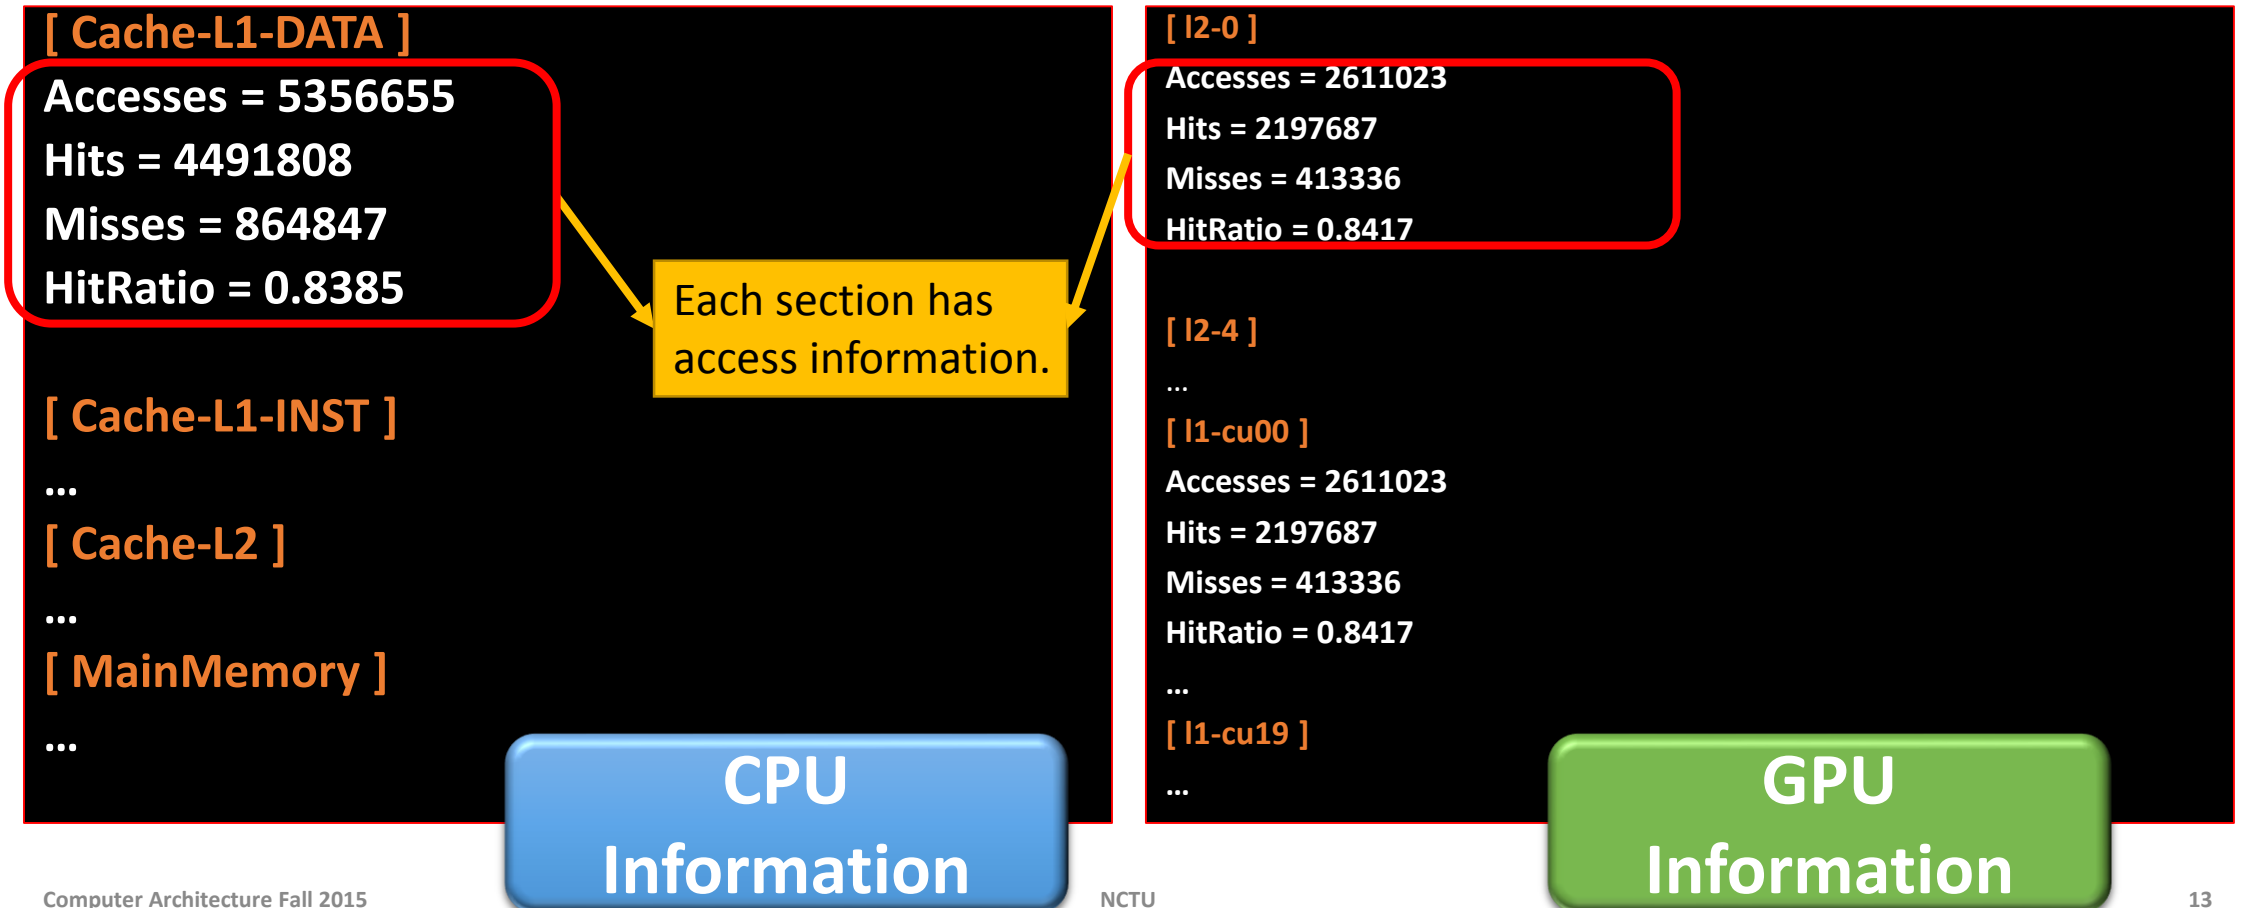 [ Cache-L1-DATA ]
Accesses = 5356655
Hits = 4491808
Misses = 864847
HitRatio = 0.8385
[ Cache-L1-INST ]
...
[ Cache-L2 ]
...
[ MainMemory ]
...
Each section has
access information.
CPU
Information
[ l2-0 ]
Accesses = 2611023
Hits = 2197687
Misses = 413336
HitRatio = 0.8417
[ l2-4 ]
...
[ l1-cu00 ]
Accesses = 2611023
Hits = 2197687
Misses = 413336
HitRatio = 0.8417
...
[ l1-cu19 ]
...
GPU
Information
Computer Architecture Fall 2015
NCTU
13